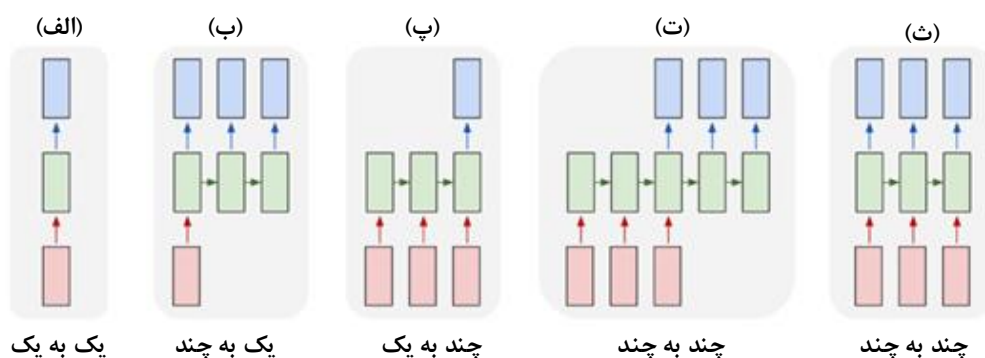 (الف) (ب) (پ) (ت) (ث)
یک به یک یک به چند چند به یک چند به چند چند به چند